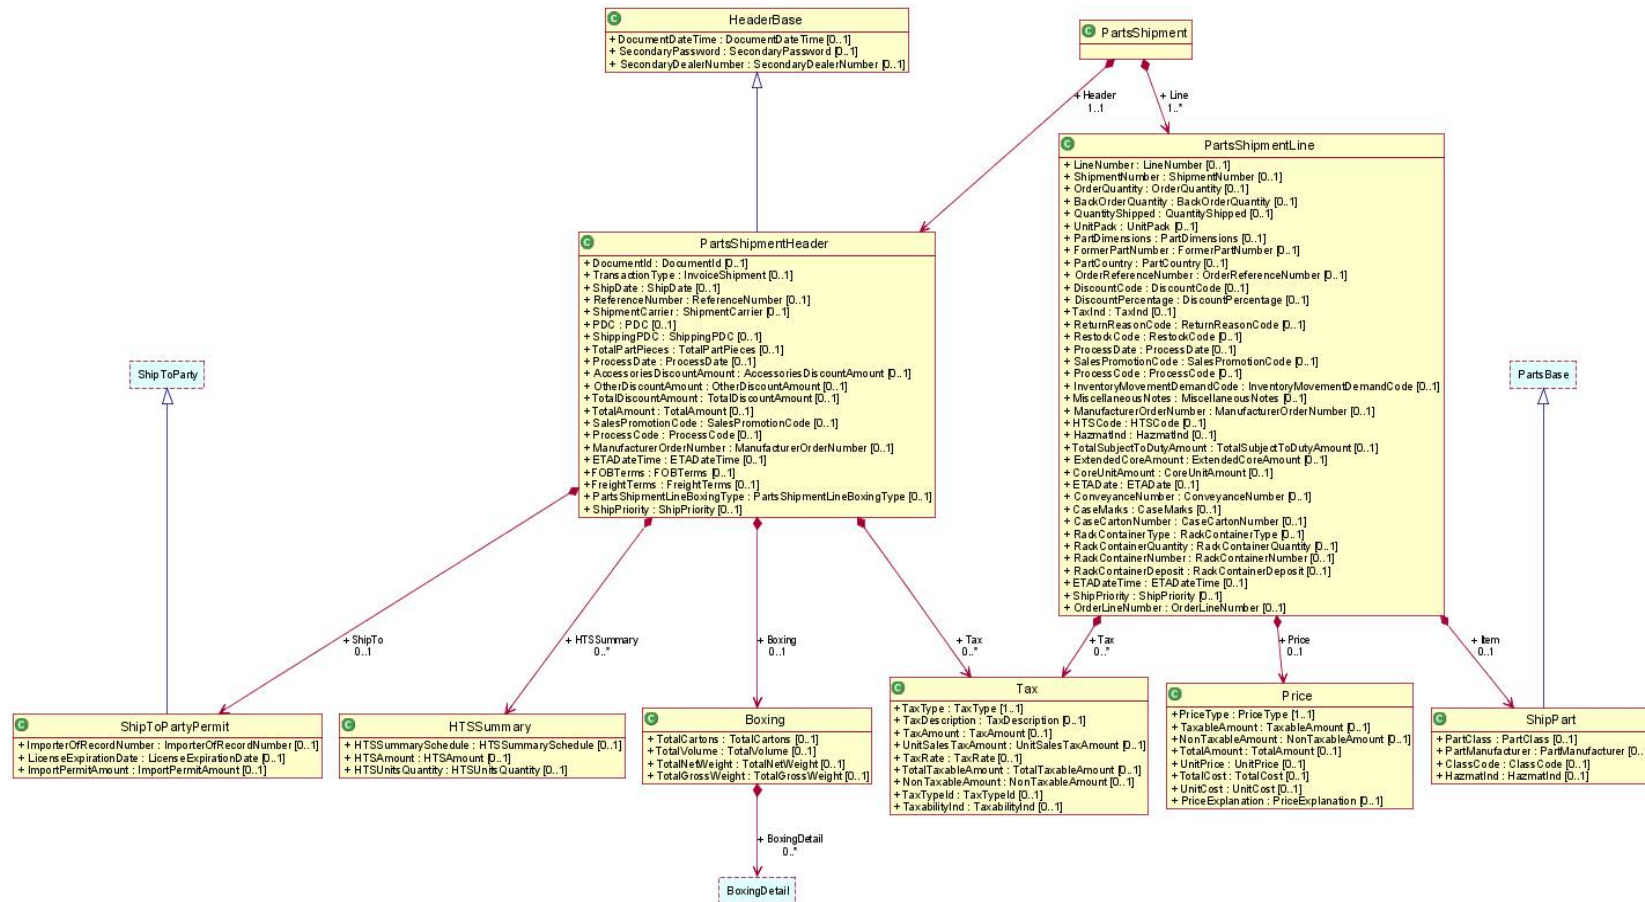 HeaderBase
+ DocumentDateTime : DocumentDateTime [0..1]
+ SecondaryPassword : SecondaryPassword [0..1]
+ SecondaryDealerNumber : SecondaryDealerNumber [0..1]
PartsShipment
+ Header
1..1
+ Line
1..*
PartsShipmentLine
+ LineNumber : LineNumber [0..1]
+ ShipmentNumber : ShipmentNumber [0..1]
+ OrderQuantity : OrderQuantity [0..1]
+ BackOrderQuantity : BackOrderQuantity [0..1]
+ QuantityShipped : QuantityShipped [0..1]
+ UnitPack : UnitPack [0..1]
+ PartDimensions : PartDimensions [0..1]
+ FormerPartNumber : FormerPartNumber [0..1]
+ PartCountry : PartCountry [0..1]
+ OrderReferenceNumber : OrderReferenceNumber [0..1]
+ DiscountCode : DiscountCode [0..1]
+ DiscountPercentage : DiscountPercentage [0..1]
+ TaxInd : TaxInd [0..1]
+ ReturnReasonCode : ReturnReasonCode [0..1]
+ RestockCode : RestockCode [0..1]
+ ProcessDate : ProcessDate [0..1]
+ SalesPromotionCode : SalesPromotionCode [0..1]
+ ProcessCode : ProcessCode [0..1]
+ InventoryMovementDemandCode : InventoryMovementDemandCode [0..1]
+ MiscellaneousNotes : MiscellaneousNotes [0..1]
+ ManufacturerOrderNumber : ManufacturerOrderNumber [0..1]
+ HTSCode : HTSCode [0..1]
+ HazmatInd : HazmatInd [0..1]
+ TotalSubjectToDutyAmount : TotalSubjectToDutyAmount [0..1]
+ ExtendedCoreAmount : ExtendedCoreAmount [0..1]
+ CoreUnitAmount : CoreUnitAmount [0..1]
+ ETADate : ETADate [0..1]
+ ConveyanceNumber : ConveyanceNumber [0..1]
+ CaseMarks : CaseMarks [0..1]
+ CaseCartonNumber : CaseCartonNumber [0..1]
+ RackContainerType : RackContainerType [0..1]
+ RackContainerQuantity : RackContainerQuantity [0..1]
+ RackContainerNumber : RackContainerNumber [0..1]
+ RackContainerDeposit : RackContainerDeposit [0..1]
+ ETADateTime : ETADateTime [0..1]
+ ShipPriority : ShipPriority [0..1]
+ OrderLineNumber : OrderLineNumber [0..1]
PartsShipmentHeader
+ DocumentId : DocumentId [0..1]
+ TransactionType : InvoiceShipment [0..1]
+ ShipDate : ShipDate [0..1]
+ ReferenceNumber : ReferenceNumber [0..1]
+ ShipmentCarrier : ShipmentCarrier [0..1]
+ PDC : PDC [0..1]
+ ShippingPDC : ShippingPDC [0..1]
+ TotalPartPieces : TotalPartPieces [0..1]
+ ProcessDate : ProcessDate [0..1]
+ AccessoriesDiscountAmount : AccessoriesDiscountAmount [0..1]
+ OtherDiscountAmount : OtherDiscountAmount [0..1]
+ TotalDiscountAmount : TotalDiscountAmount [0..1]
+ TotalAmount : TotalAmount [0..1]
+ SalesPromotionCode : SalesPromotionCode [0..1]
+ ProcessCode : ProcessCode [0..1]
+ ManufacturerOrderNumber : ManufacturerOrderNumber [0..1]
+ ETADateTime : ETADateTime [0..1]
+ FOBTerms : FOBTerms [0..1]
+ FreightTerms : FreightTerms [0..1]
+ PartsShipmentLineBoxingType : PartsShipmentLineBoxingType [0..1]
+ ShipPriority : ShipPriority [0..1]
ShipToParty
PartsBase
+ ShipTo
0..1
+ HTSSummary
0..*
+ Boxing
0..1
+ Tax
0..*
+ Tax
0..*
+ Price
0..1
+ Item
0..1
ShipToPartyPermit
+ ImporterOfRecordNumber : ImporterOfRecordNumber [0..1]
+ LicenseExpirationDate : LicenseExpirationDate [0..1]
+ ImportPermitAmount : ImportPermitAmount [0..1]
HTSSummary
+ HTSSummarySchedule : HTSSummarySchedule [0..1]
+ HTSAmount : HTSAmount [0..1]
+ HTSUnitsQuantity : HTSUnitsQuantity [0..1]
Boxing
+ TotalCartons : TotalCartons [0..1]
+ TotalVolume : TotalVolume [0..1]
+ TotalNetWeight : TotalNetWeight [0..1]
+ TotalGrossWeight : TotalGrossWeight [0..1]
Tax
+ TaxType : TaxType [1..1]
+ TaxDescription : TaxDescription [0..1]
+ TaxAmount : TaxAmount [0..1]
+ UnitSalesTaxAmount : UnitSalesTaxAmount [0..1]
+ TaxRate : TaxRate [0..1]
+ TotalTaxableAmount : TotalTaxableAmount [0..1]
+ NonTaxableAmount : NonTaxableAmount [0..1]
+ TaxTypeId : TaxTypeId [0..1]
+ TaxabilityInd : TaxabilityInd [0..1]
Price
+ PriceType : PriceType [1..1]
+ TaxableAmount : TaxableAmount [0..1]
+ NonTaxableAmount : NonTaxableAmount [0..1]
+ TotalAmount : TotalAmount [0..1]
+ UnitPrice : UnitPrice [0..1]
+ TotalCost : TotalCost [0..1]
+ UnitCost : UnitCost [0..1]
+ PriceExplanation : PriceExplanation [0..1]
ShipPart
+ PartClass : PartClass [0..1]
+ PartManufacturer : PartManufacturer [0..
+ ClassCode : ClassCode [0..1]
+ HazmatInd : HazmatInd [0..1]
+ BoxingDetail
0..*
BoxingDetail